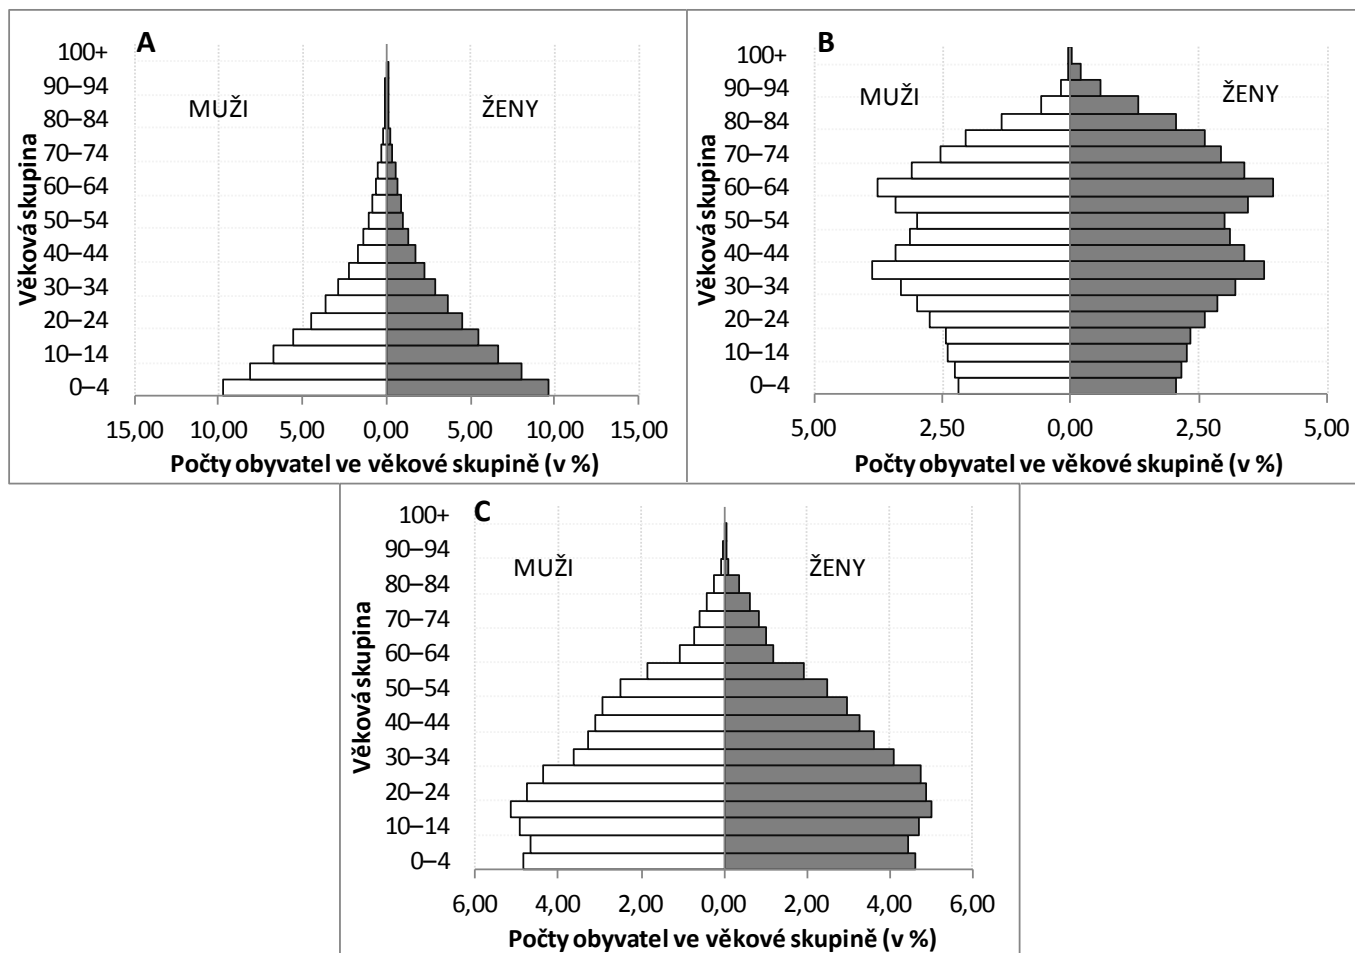 A
MUŽI
ŽENY
Věková skupina
100+
90–94
80–84
70–74
60–64
50–54
40–44
30–34
20–24
10–14
0–4
15,00 10,00 5,00 0,00 5,00 10,00 15,00
Počty obyvatel ve věkové skupině (v %)
B
MUŽI
ŽENY
Věková skupina
100+
90–94
80–84
70–74
60–64
50–54
40–44
30–34
20–24
10–14
0–4
5,00 2,50 0,00 2,50 5,00
Počty obyvatel ve věkové skupině (v %)
C
MUŽI
ŽENY
Věková skupina
100+
90–94
80–84
70–74
60–64
50–54
40–44
30–34
20–24
10–14
0–4
6,00 4,00 2,00 0,00 2,00 4,00 6,00
Počty obyvatel ve věkové skupině (v %)